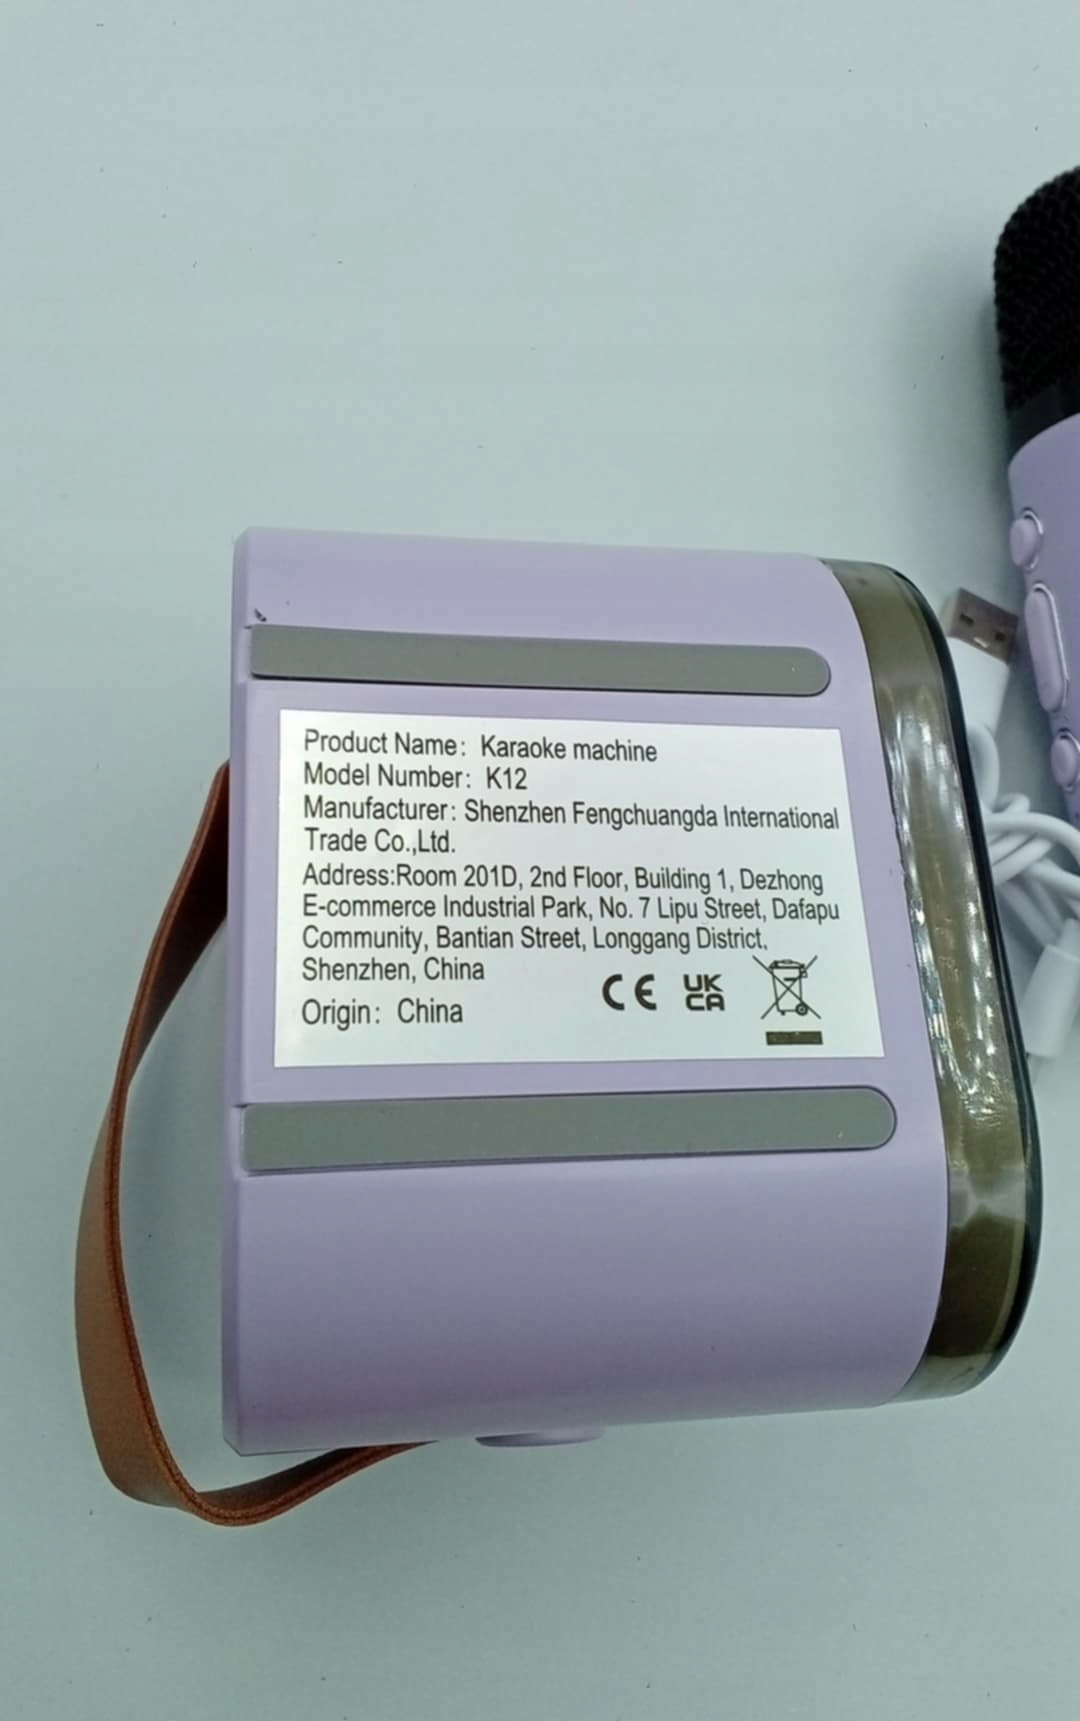 Product Name: Karaoke machine
Model Number: K12
Manufacturer: Shenzhen Fengchuangda International
Trade Co.,Ltd.
Address:Room 201D, 2nd Floor, Building 1, Dezhong
E-commerce Industrial Park, No. 7 Lipu Street, Dafapu
Community, Bantian Street, Longgang District,
Shenzhen, China
Origin: China
CE UK
CA